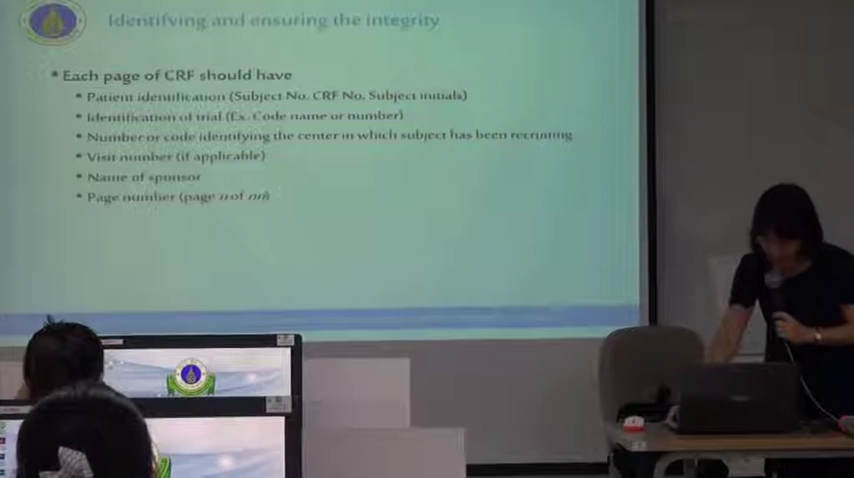 Identifying and ensuring the integrity
* Each page of CRF should have
* Patient identification (Subject No, CRF No, Subject initials)
* Identification of trial (Ex. Code name or number)
* Number or code identifying the center in which subject has been recruiting
* Visit number (if applicable)
* Name of sponsor
* Page number (page n of nn)